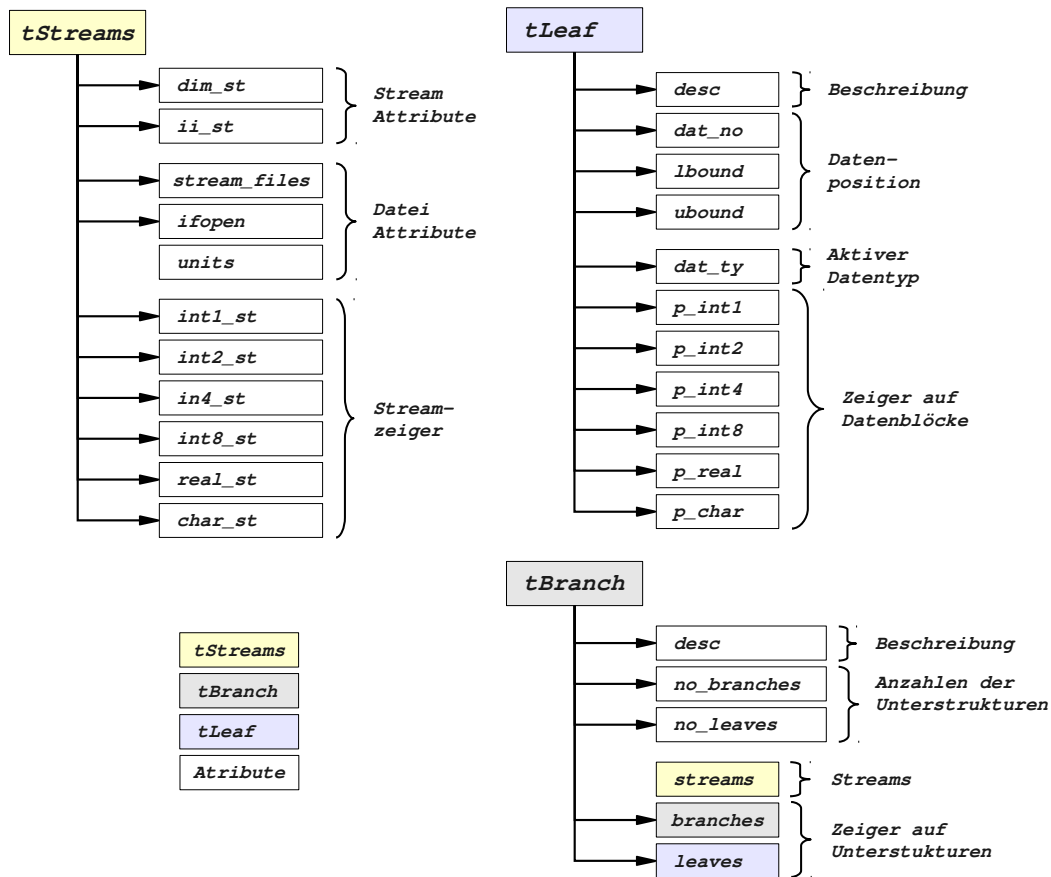 tStreams
dim_st
ii_st
Stream
Attribute
stream_files
ifopen
units
Datei
Attribute
int1_st
int2_st
in4_st
int8_st
real_st
char_st
Stream-
zeiger
tLeaf
desc
Beschreibung
dat_no
lbound
ubound
Daten-
position
dat_ty
Aktiver
Datentyp
p_int1
p_int2
p_int4
p_int8
p_real
p_char
Zeiger auf
Datenblöcke
tBranch
desc
Beschreibung
no_branches
no_leaves
Anzahlen der
Unterstrukturen
streams
Streams
branches
leaves
Zeiger auf
Unterstukturen
tStreams
tBranch
tLeaf
Atribute